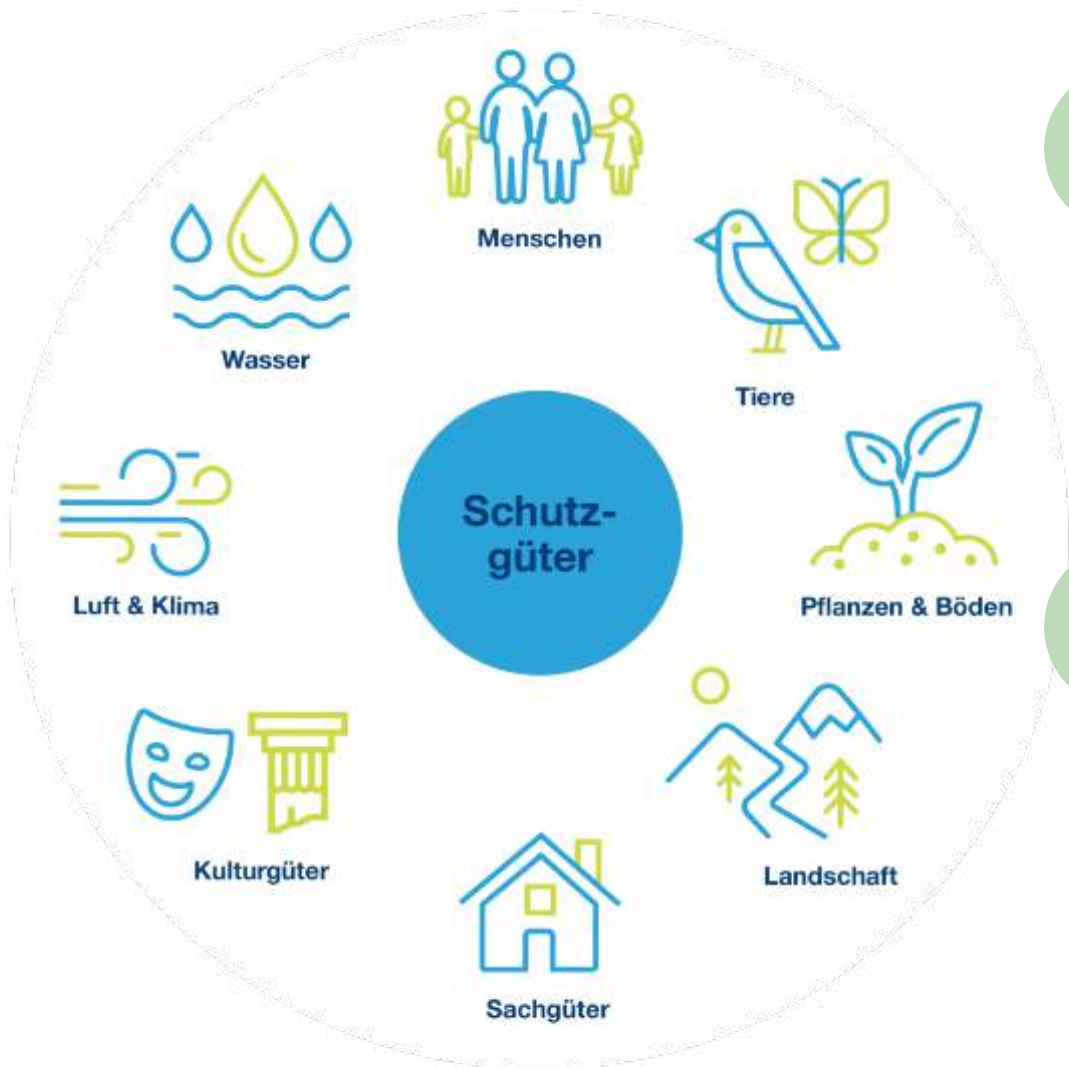 Menschen
Wasser
Tiere
Schutz-
güter
Luft & Klima
Pflanzen & Böden
Kulturgüter
Landschaft
Sachgüter